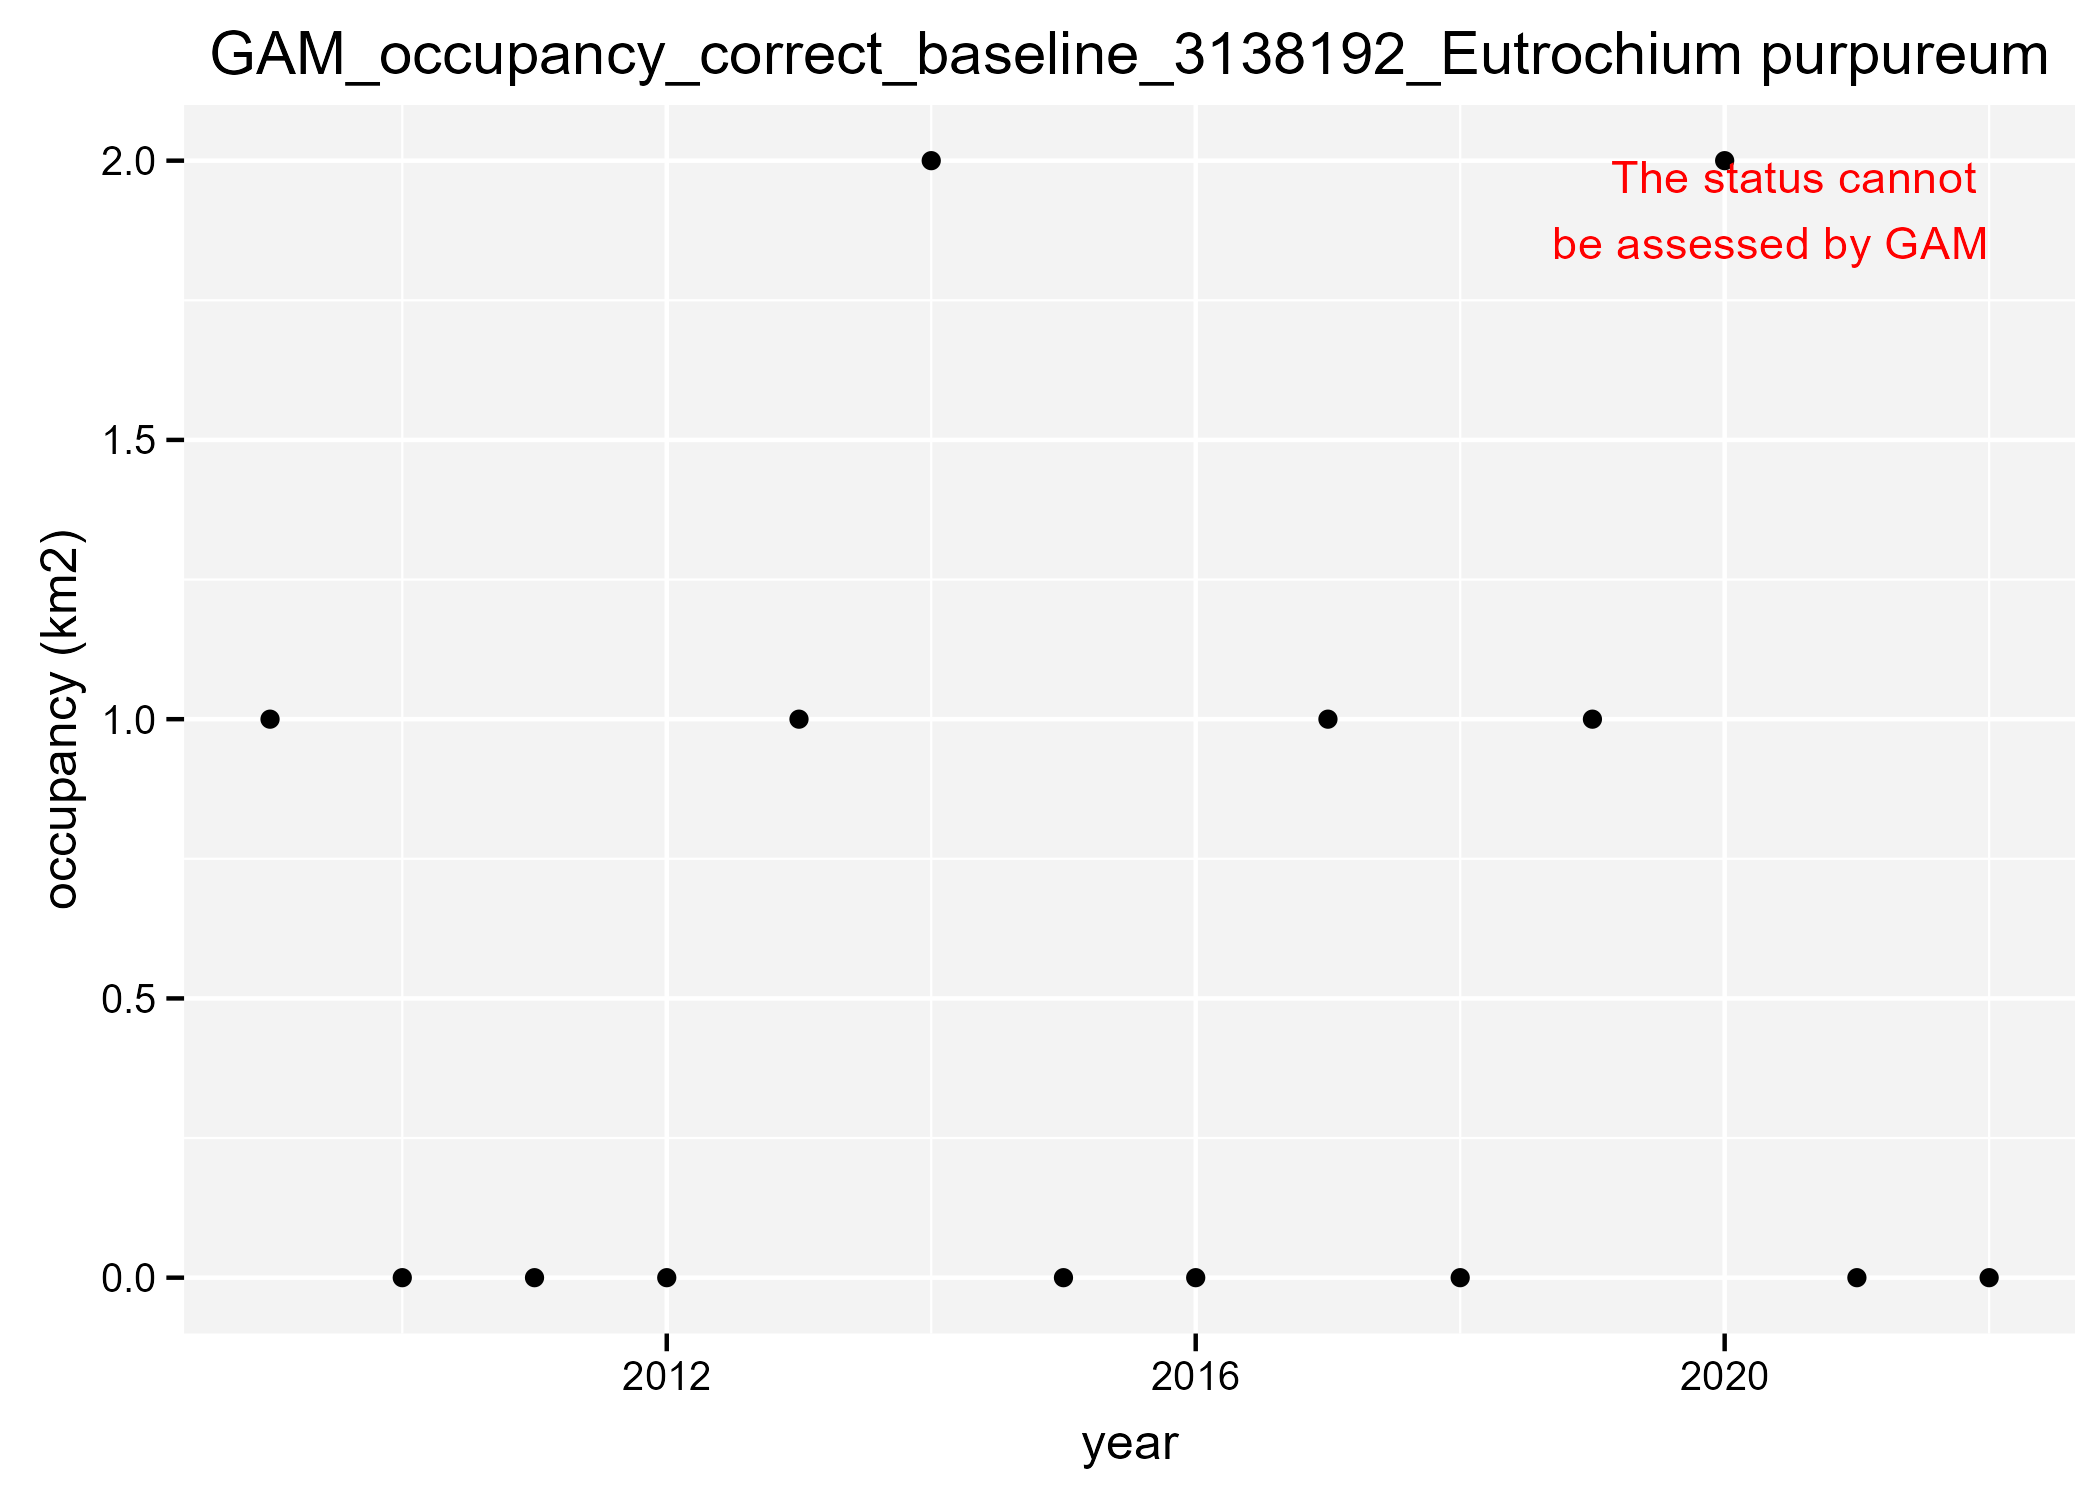 GAM_occupancy_correct_baseline_3138192_Eutrochium purpureum
2.0
The status cannot
be assessed by GAM
1.5
occupancy (km2)
1.0
0.5
0.0
2012 2016 2020
year